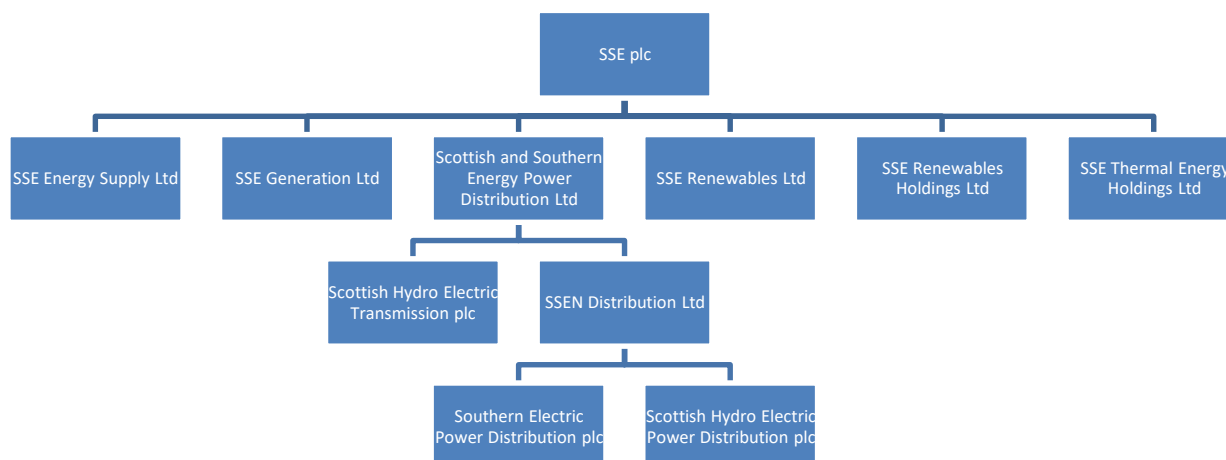 SSE plc
SSE Energy Supply Ltd
SSE Generation Ltd
Scottish and Southern
Energy Power
Distribution Ltd
SSE Renewables Ltd
SSE Renewables
Holdings Ltd
SSE Thermal Energy
Holdings Ltd
Scottish Hydro Electric
Transmission plc
SSEN Distribution Ltd
Southern Electric
Power Distribution plc
Scottish Hydro Electric
Power Distribution plc